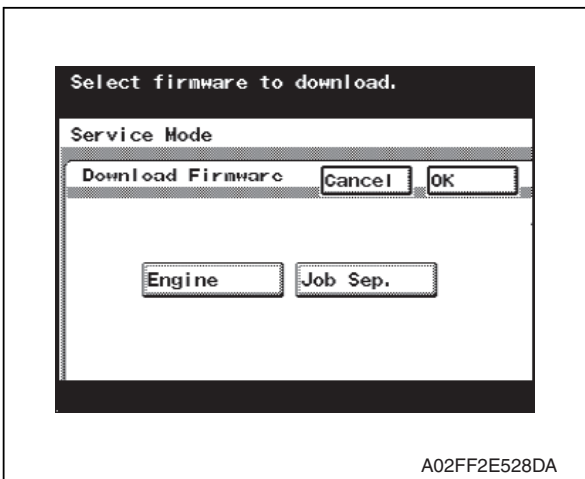 Select firmware to download.
Service Mode
Download Firmware Cancel OK
Engine Job Sep.
A02FF2E528DA